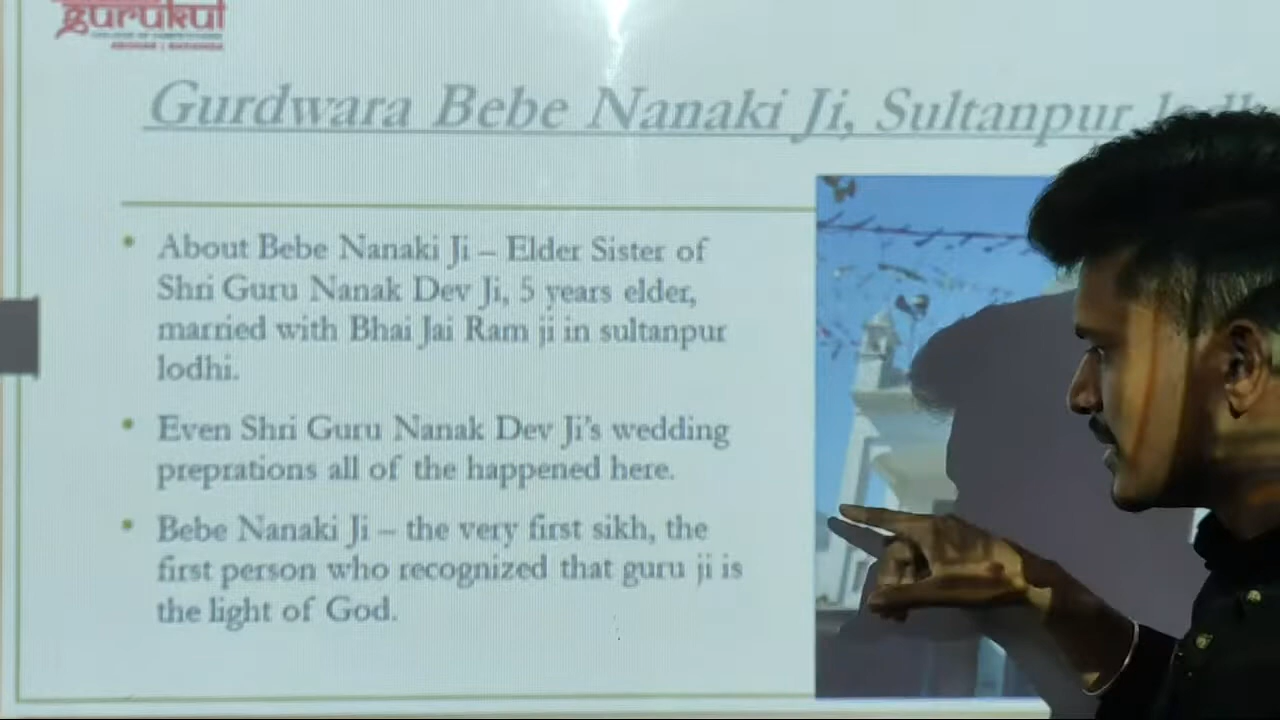 gurukul
Gurdwara Bebe Nanaki Ji, Sultanpur lodhi
• About Bebe Nanaki Ji – Elder Sister of
Shri Guru Nanak Dev Ji, 5 years elder,
married with Bhai Jai Ram ji in sultanpur
lodhi.
• Even Shri Guru Nanak Dev Ji's wedding
preprations all of the happened here.
• Bebe Nanaki Ji – the very first sikh, the
first person who recognized that guru ji is
the light of God.